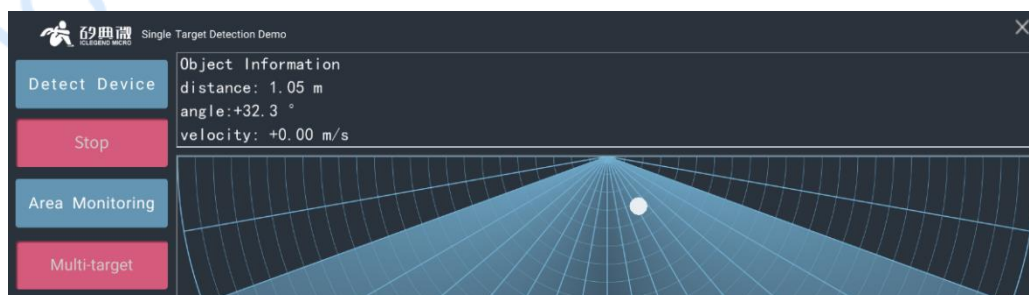 矽典微 Single Target Detection Demo
ICLEGEND MICRO
Object Information
Detect Device
distance: 1.05 m
angle:+32.3 °
velocity: +0.00 m/s
Stop
Area Monitoring
Multi-target